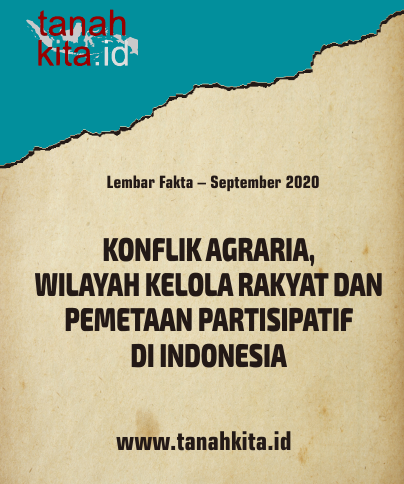 tanah
kita.id
Lembar Fakta – September 2020
KONFLIK AGRARIA,
WILAYAH KELOLA RAKYAT DAN
PEMETAAN PARTISIPATIF
DI INDONESIA
www.tanahkita.id